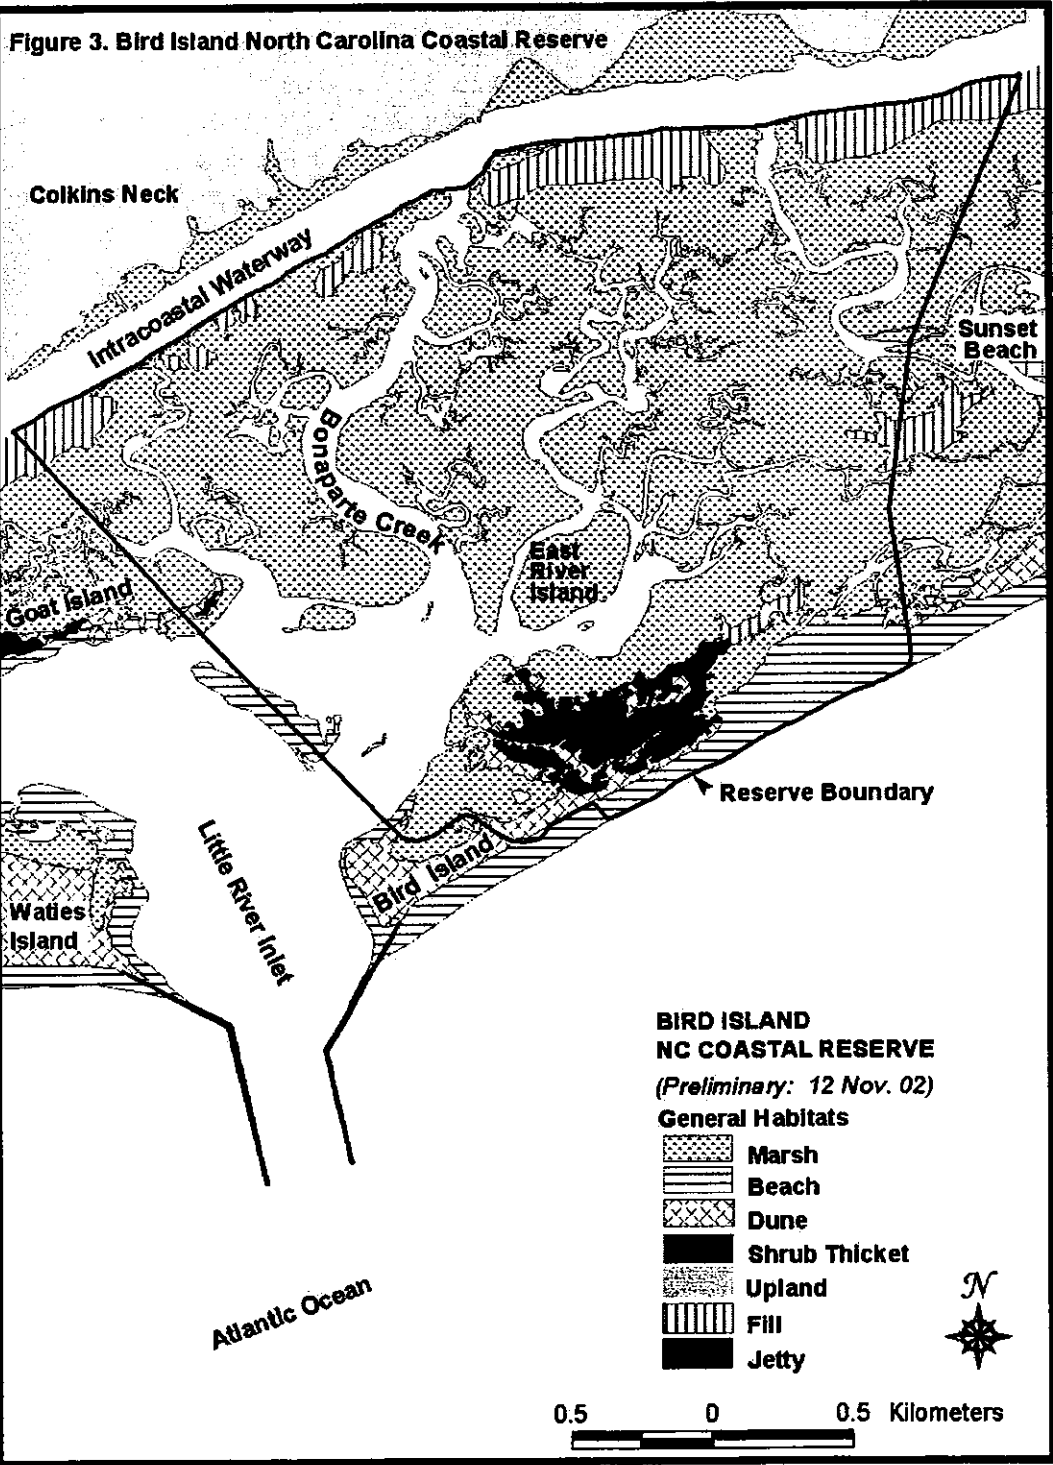 Figure 3. Bird Island North Carolina Coastal Reserve
Colkins Neck
Intracoastal Waterway
Sunset
Beach
Bonaparte Creek
East
River
Island
Goat Island
Reserve Boundary
Little River Inlet
Bird Island
Waties
Island
BIRD ISLAND
NC COASTAL RESERVE
(Preliminary: 12 Nov. 02)
General Habitats
Marsh
Beach
Dune
Shrub Thicket
Upland
Fill
Jetty
N
Atlantic Ocean
0.5 0 0.5 Kilometers